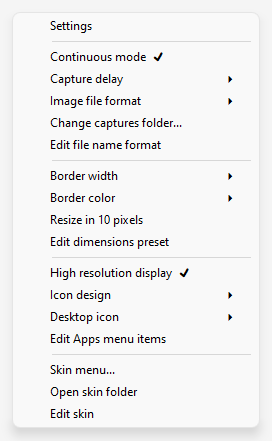 Settings
Continuous mode ✔
Capture delay
Image file format
Change captures folder...
Edit file name format
Border width
Border color
Resize in 10 pixels
Edit dimensions preset
High resolution display ✔
Icon design
Desktop icon
Edit Apps menu items
Skin menu...
Open skin folder
Edit skin